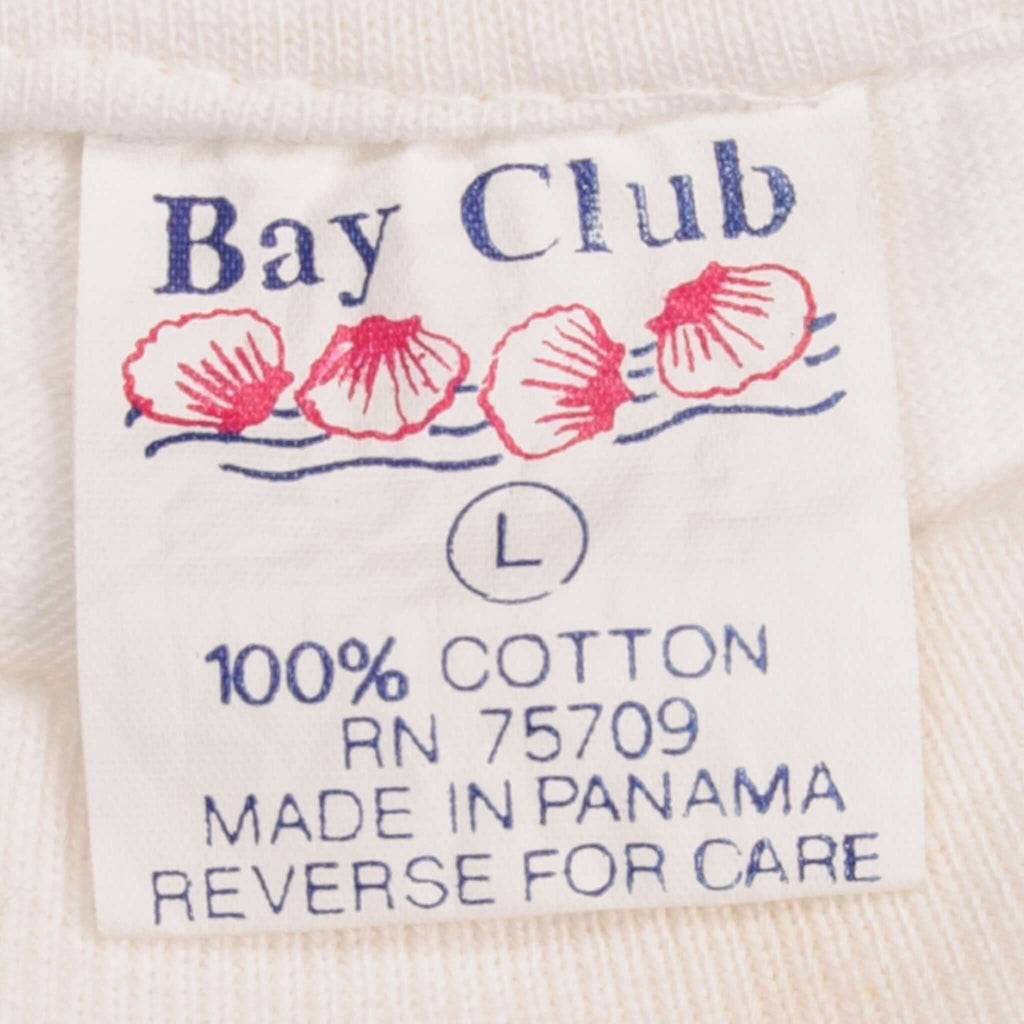 Bay Club
L
100% COTTON
RN 75709
MADE IN PANAMA
REVERSE FOR CARE